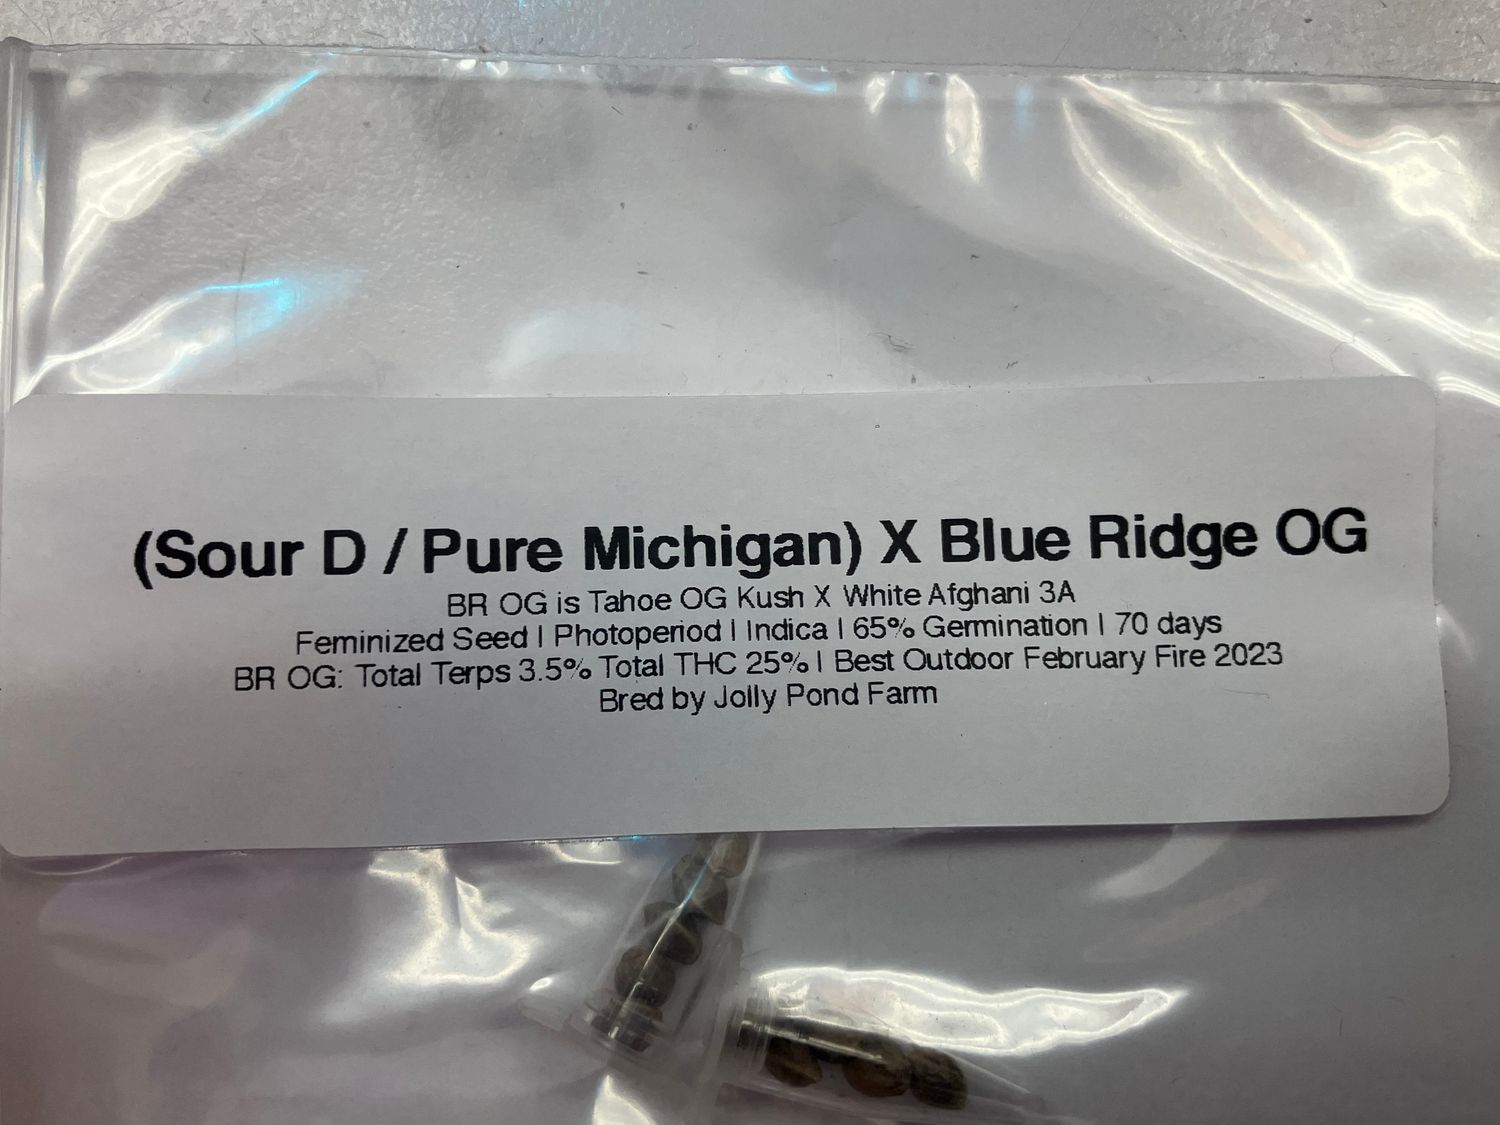 (Sour D / Pure Michigan) X Blue Ridge OG
BR OG is Tahoe OG Kush X White Afghani 3A
Feminized Seed | Photoperiod | Indica | 65% Germination | 70 days
BR OG: Total Terps 3.5% Total THC 25% | Best Outdoor February Fire 2023
Bred by Jolly Pond Farm